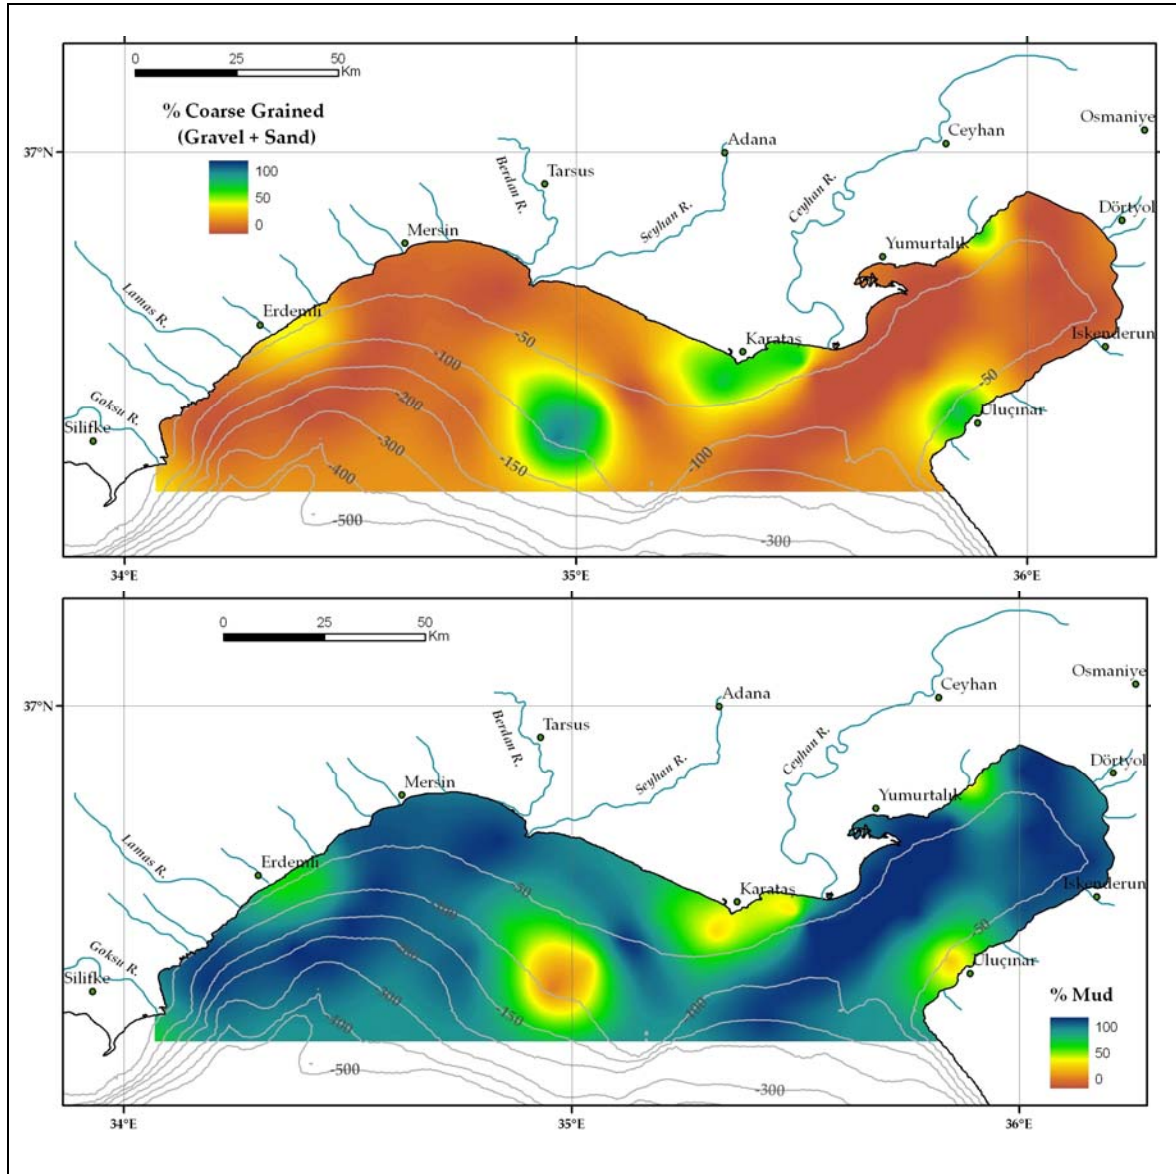 0 25 50
Km
% Coarse Grained
(Gravel + Sand)
100
50
0
37°N
Osmaniye
Ceyhan
Adana
Tarsus
Berdan R.
Seyhan R.
Ceyhan R.
Dörtyol
Mersin
Yumurtalık
Lamas R.
Erdemli
Iskenderun
Karataş
-50
-100
-50
-200
Goksu R.
Uluçınar
Silifke
-300
-150
-100
-400
-500
-300
34°E 35°E 36°E
0 25 50
Km
37°N
Osmaniye
Ceyhan
Adana
Tarsus
Berdan R.
Seyhan R.
Ceyhan R.
Dörtyol
Mersin
Yumurtalık
Lamas R.
Erdemli
Iskenderun
Karataş
-50
-50
Goksu R.
Uluçınar
Silifke
-150
-100
% Mud
100
50
0
-500
-300
34°E 35°E 36°E